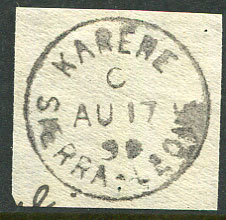 KARENE
C
AU 17
99
SIERRA-LEONE